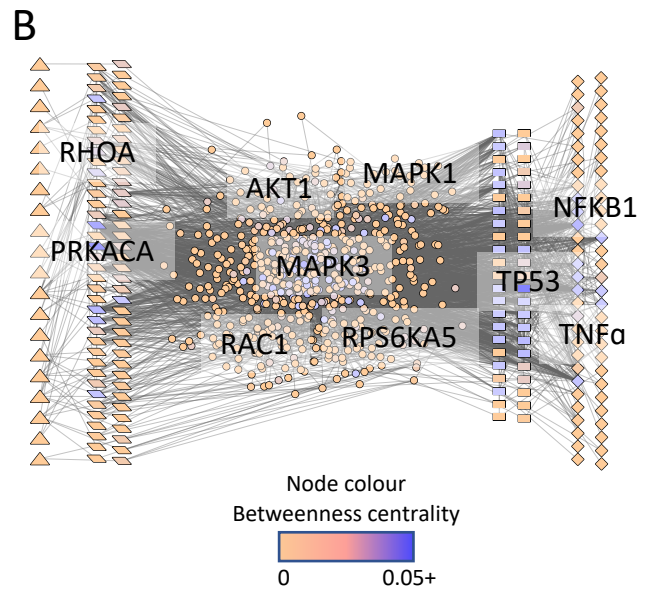 B
RHOA
AKT1
MAPK1
NFKB1
PRKACA
MAPK3
TP53
RAC1
RPS6KA5
TNFα
Node colour
Betweenness centrality
0
0.05+